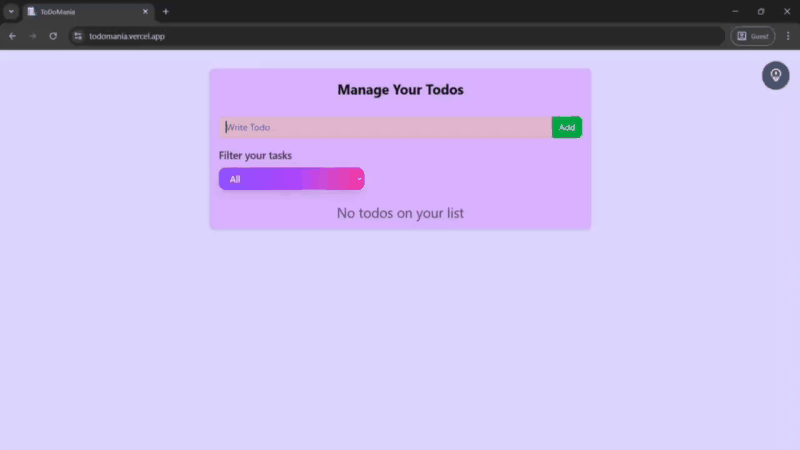 ToDoMania
todomania.vercel.app
Guest
Manage Your Todos
Write Todo
Add
Filter your tasks
All
No todos on your list